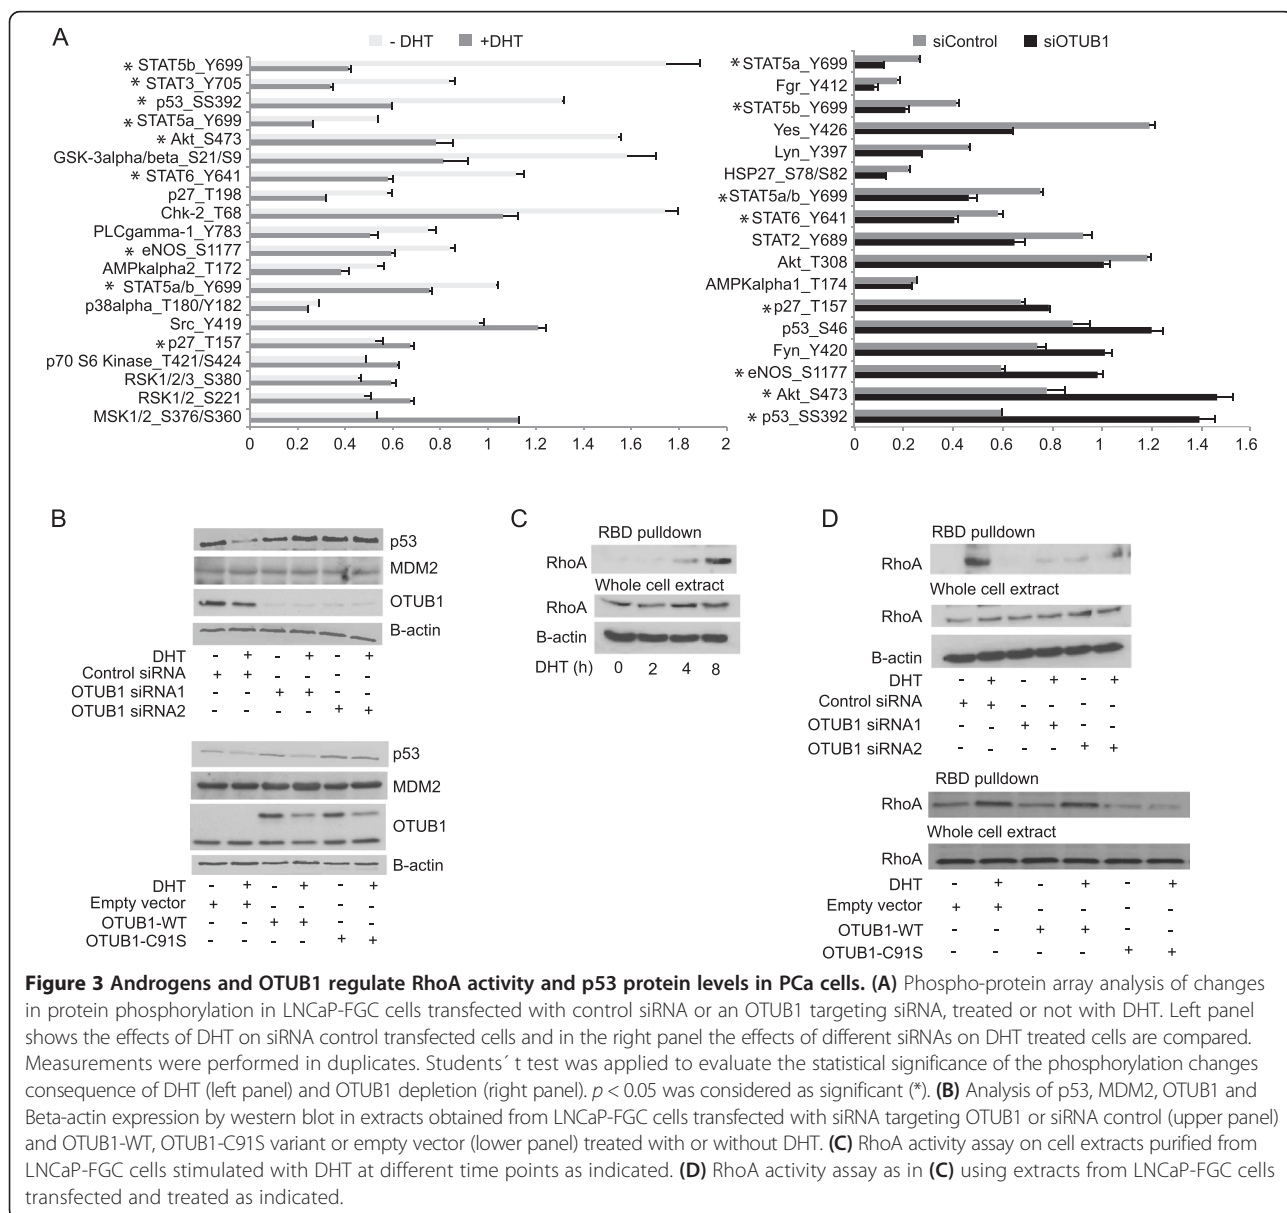 A
- DHT +DHT
* STAT5b_Y699
* STAT3_Y705
* p53_SS392
* STAT5a_Y699
* Akt_S473
GSK-3alpha/beta_S21/S9
* STAT6_Y641
p27_T198
Chk-2_T68
PLCgamma-1_Y783
* eNOS_S1177
AMPkalpha2_T172
* STAT5a/b_Y699
p38alpha_T180/Y182
Src_Y419
* p27_T157
p70 S6 Kinase_T421/S424
RSK1/2/3_S380
RSK1/2_S221
MSK1/2_S376/S360
0 0.2 0.4 0.6 0.8 1 1.2 1.4 1.6 1.8 2
siControl siOTUB1
* STAT5a_Y699
Fgr_Y412
* STAT5b_Y699
Yes_Y426
Lyn_Y397
HSP27_S78/S82
* STAT5a/b_Y699
* STAT6_Y641
STAT2_Y689
Akt_T308
AMPKalpha1_T174
* p27_T157
p53_S46
Fyn_Y420
* eNOS_S1177
* Akt_S473
* p53_SS392
0 0.2 0.4 0.6 0.8 1 1.2 1.4 1.6
B
p53
MDM2
OTUB1
B-actin
DHT - + - + - +
Control siRNA + + - - - -
OTUB1 siRNA1 - - + + - -
OTUB1 siRNA2 - - - - + +
p53
MDM2
OTUB1
B-actin
DHT - + - + - +
Empty vector + + - - - -
OTUB1-WT - - + + - -
OTUB1-C91S - - - - + +
C
RBD pulldown
RhoA
Whole cell extract
RhoA
B-actin
DHT (h) 0 2 4 8
D
RBD pulldown
RhoA
Whole cell extract
RhoA
B-actin
DHT - + - + - +
Control siRNA + + - - - -
OTUB1 siRNA1 - - + + - -
OTUB1 siRNA2 - - - - + +
RBD pulldown
RhoA
Whole cell extract
RhoA
DHT - + - + - +
Empty vector + + - - - -
OTUB1-WT - - + + - -
OTUB1-C91S - - - - + +
Figure 3 Androgens and OTUB1 regulate RhoA activity and p53 protein levels in PCa cells. (A) Phospho-protein array analysis of changes
in protein phosphorylation in LNCaP-FGC cells transfected with control siRNA or an OTUB1 targeting siRNA, treated or not with DHT. Left panel
shows the effects of DHT on siRNA control transfected cells and in the right panel the effects of different siRNAs on DHT treated cells are compared.
Measurements were performed in duplicates. Students´ t test was applied to evaluate the statistical significance of the phosphorylation changes
consequence of DHT (left panel) and OTUB1 depletion (right panel). p < 0.05 was considered as significant (*). (B) Analysis of p53, MDM2, OTUB1 and
Beta-actin expression by western blot in extracts obtained from LNCaP-FGC cells transfected with siRNA targeting OTUB1 or siRNA control (upper panel)
and OTUB1-WT, OTUB1-C91S variant or empty vector (lower panel) treated with or without DHT. (C) RhoA activity assay on cell extracts purified from
LNCaP-FGC cells stimulated with DHT at different time points as indicated. (D) RhoA activity assay as in (C) using extracts from LNCaP-FGC cells
transfected and treated as indicated.